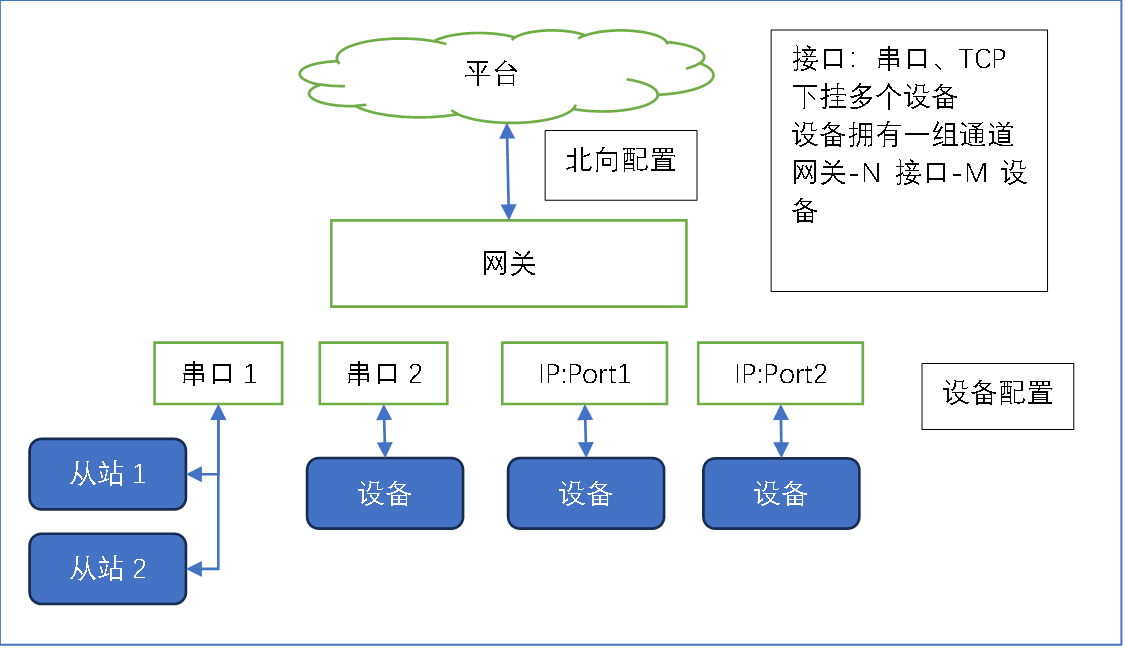 平台
接口：串口、TCP
下挂多个设备
设备拥有一组通道
网关-N 接口-M 设
备
北向配置
网关
串口 1
串口 2
IP:Port1
IP:Port2
设备配置
从站 1
设备
设备
设备
从站 2